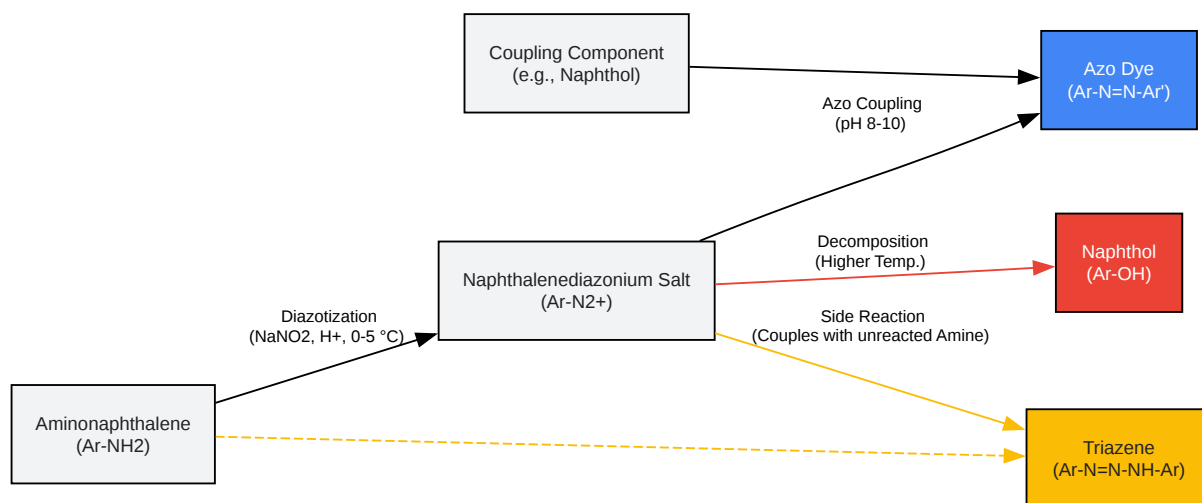 Coupling Component
(e.g., Naphthol)
Azo Dye
(Ar-N=N-Ar')
Azo Coupling
(pH 8-10)
Naphthol
(Ar-OH)
Decomposition
(Higher Temp.)
Naphthalenediazonium Salt
(Ar-N2+)
Diazotization
(NaNO2, H+, 0-5 °C)
Side Reaction
(Couples with unreacted Amine)
Aminonaphthalene
(Ar-NH2)
Triazene
(Ar-N=N-NH-Ar)